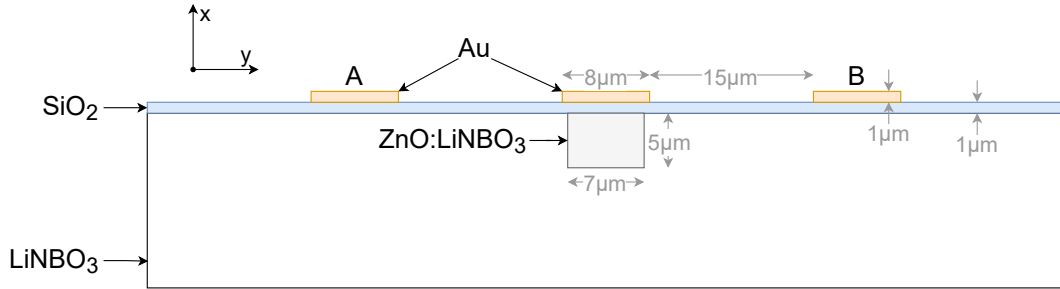 x
y
A
Au
8µm
15µm
B
SiO₂
ZnO:LiNBO₃
5µm
1µm
1µm
7µm
LiNBO₃